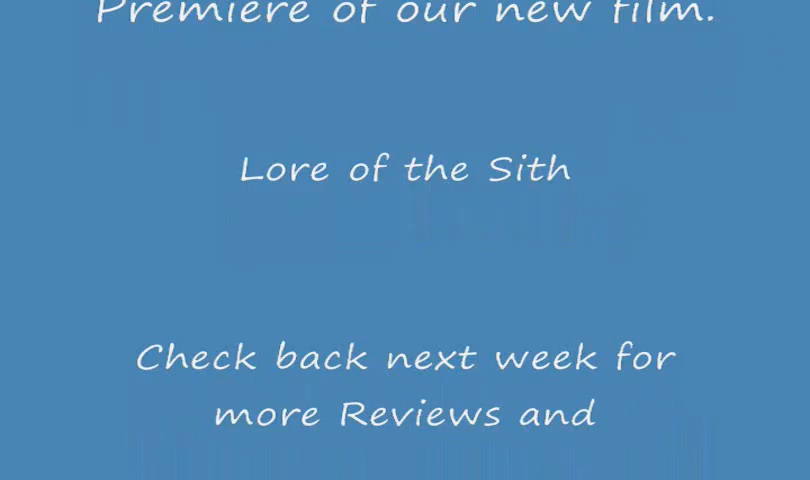 Premiere of our new film.
Lore of the Sith
Check back next week for
more Reviews and